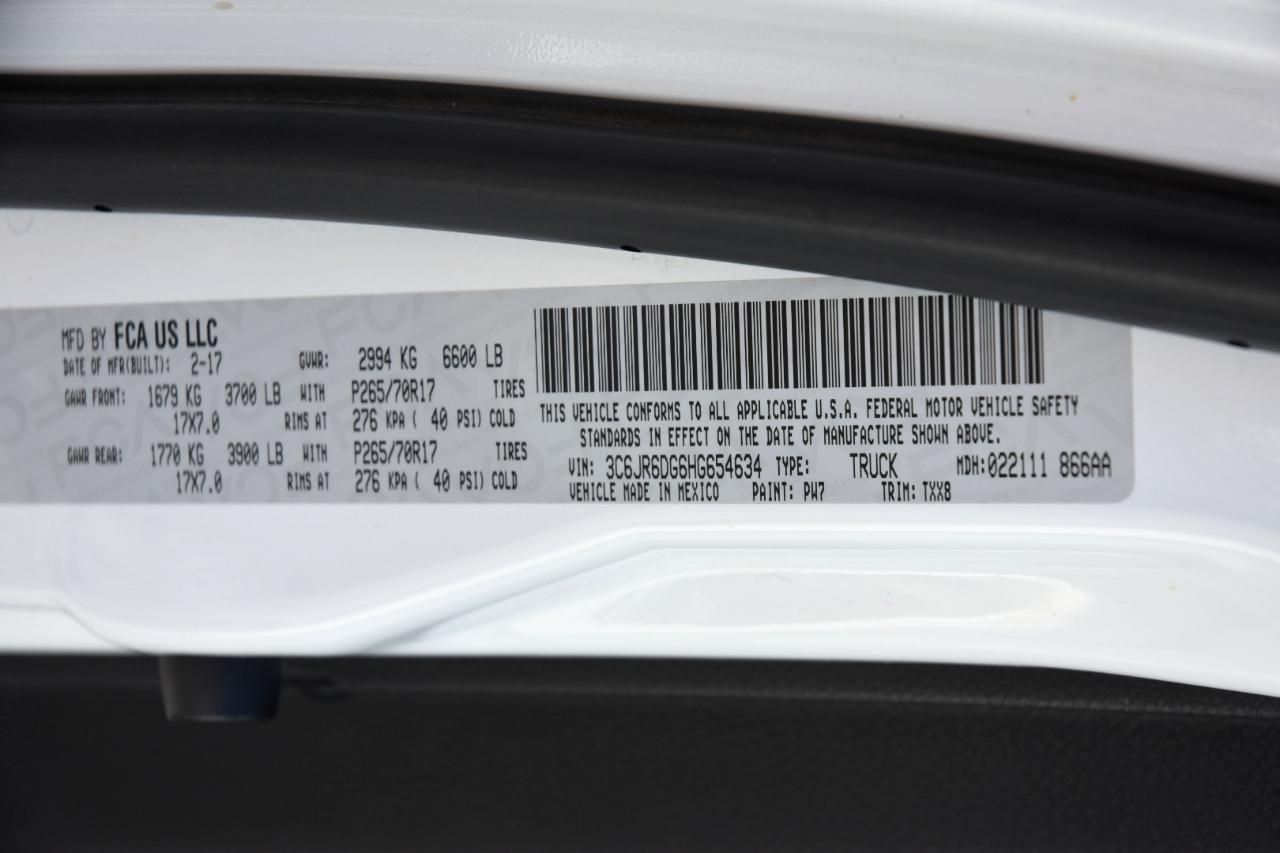 MFD BY FCA US LLC
DATE OF MFR(BUILT): 2-17 GVWR: 2994 KG 6600 LB
GAWR FRONT: 1679 KG 3700 LB WITH P265/70R17 TIRES
17X7.0 RIMS AT 276 KPA ( 40 PSI) COLD
GAWR REAR: 1770 KG 3900 LB WITH P265/70R17 TIRES
17X7.0 RIMS AT 276 KPA ( 40 PSI) COLD
THIS VEHICLE CONFORMS TO ALL APPLICABLE U.S.A. FEDERAL MOTOR VEHICLE SAFETY
STANDARDS IN EFFECT ON THE DATE OF MANUFACTURE SHOWN ABOVE.
VIN: 3C6JR6DG6HG654634 TYPE: TRUCK MDH:022111 866AA
VEHICLE MADE IN MEXICO PAINT: PW7 TRIM: TXX8